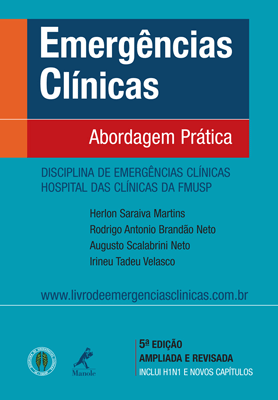 Emergências
Clínicas
Abordagem Prática
DISCIPLINA DE EMERGÊNCIAS CLÍNICAS
HOSPITAL DAS CLÍNICAS DA FMUSP
Herlon Saraiva Martins
Rodrigo Antonio Brandão Neto
Augusto Scalabrini Neto
Irineu Tadeu Velasco
www.livrodeemergenciasclinicas.com.br
5ª EDIÇÃO
AMPLIADA E REVISADA
INCLUI H1N1 E NOVOS CAPÍTULOS
Manole